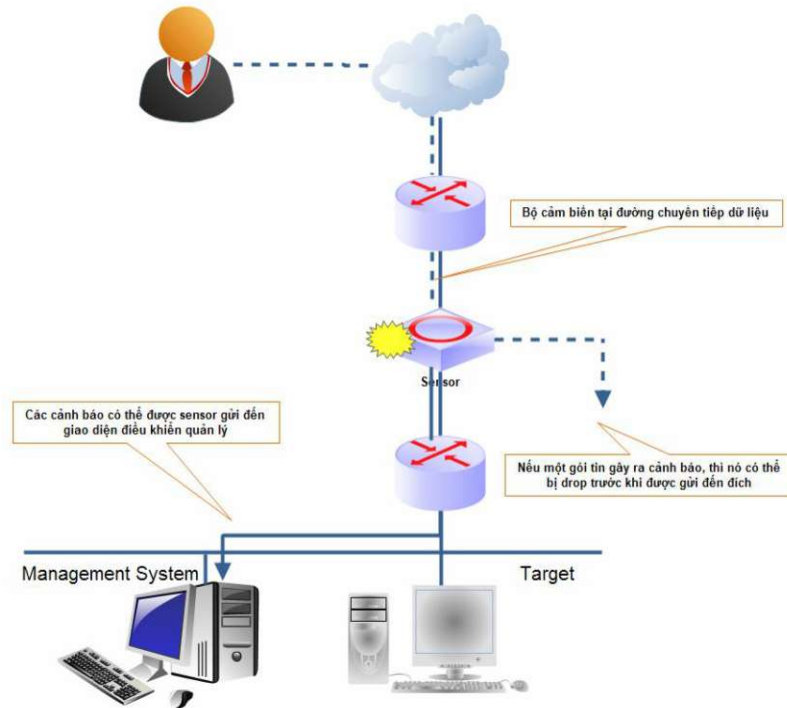 Bộ cảm biến tại đường chuyển tiếp dữ liệu
Sensor
Các cảnh báo có thể được sensor gửi đến
giao diện điều khiển quản lý
Nếu một gói tin gây ra cảnh báo, thì nó có thể
bị drop trước khi được gửi đến đích
Management System
Target